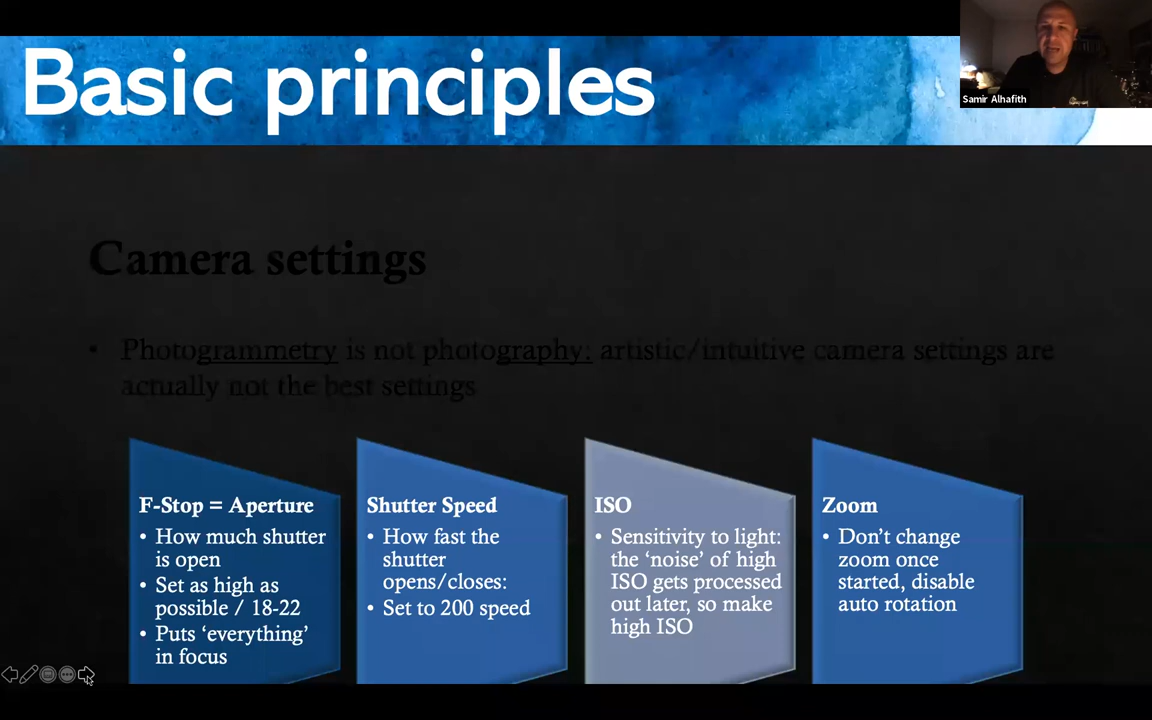 Basic principles
Samir Alhafith
Camera settings
• Photogrammetry is not photography: artistic/intuitive camera settings are
actually not the best settings
F-Stop = Aperture
• How much shutter
is open
• Set as high as
possible / 18-22
• Puts ‘everything’
in focus
Shutter Speed
• How fast the
shutter
opens/closes:
• Set to 200 speed
ISO
• Sensitivity to light:
the ‘noise’ of high
ISO gets processed
out later, so make
high ISO
Zoom
• Don’t change
zoom once
started, disable
auto rotation